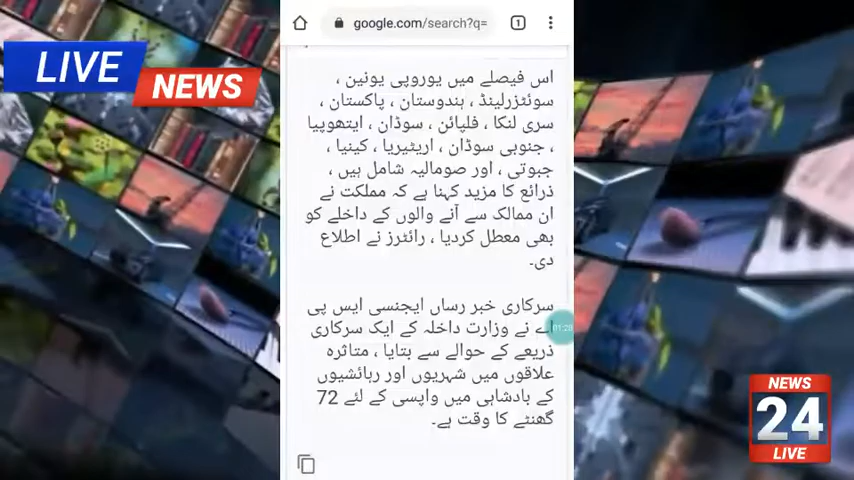 google.com/search?q=
1
LIVE
NEWS
اس فیصلے میں یوروپی یونین ،
سوئٹزرلینڈ ، ہندوستان ، پاکستان ،
سری لنکا ، فلپائن ، سوڈان ، ایتھوپیا
، جنوبی سوڈان ، اریٹیریا ، کینیا ،
جبوتی ، اور صومالیہ شامل ہیں ،
ذرائع کا مزید کہنا ہے کہ مملکت نے
ان ممالک سے آنے والوں کے داخلے کو
بھی معطل کردیا ، رائٹرز نے اطلاع
دی۔
سرکاری خبر رساں ایجنسی ایس پی
اے نے وزارت داخلہ کے ایک سرکاری
ذریعے کے حوالے سے بتایا ، متاثرہ
علاقوں میں شہریوں اور رہائشیوں
کے بادشاہی میں واپسی کے لئے 72
گھنٹے کا وقت ہے۔
01:28
NEWS
24
LIVE